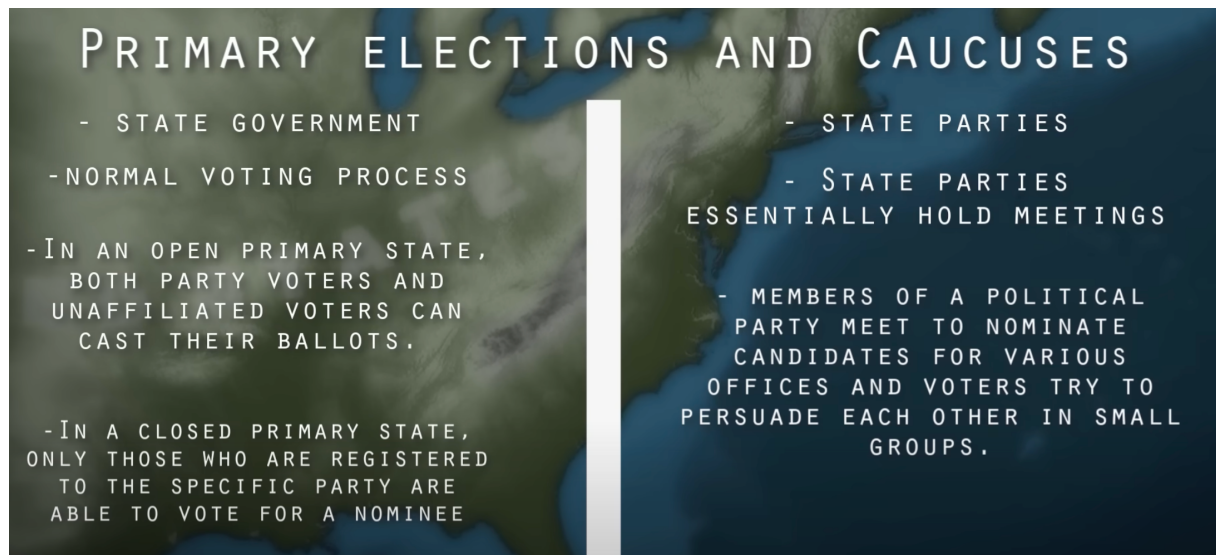 Primary elections and Caucuses
- state government
-normal voting process
-In an open primary state,
both party voters and
unaffiliated voters can
cast their ballots.
-In a closed primary state,
only those who are registered
to the specific party are
able to vote for a nominee
- state parties
- State parties
essentially hold meetings
- members of a political
party meet to nominate
candidates for various
offices and voters try to
persuade each other in small
groups.